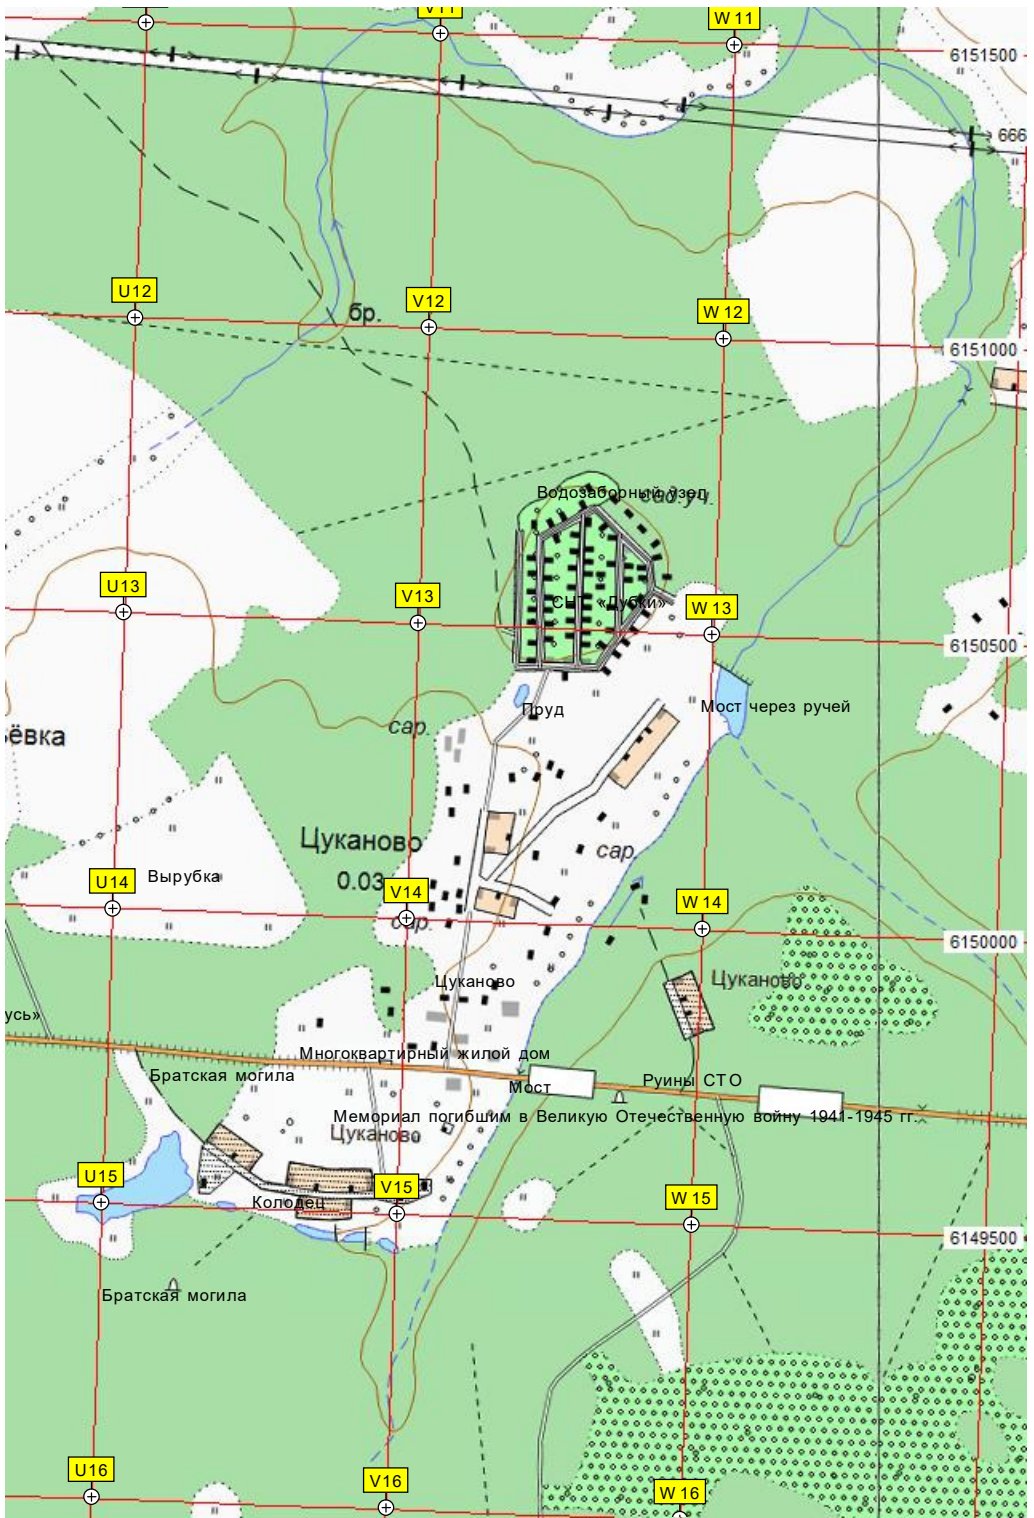 V11
W 11
6151500
666
U12
V12
W 12
бр.
6151000
Водозаборный узел
сад.уч.
U13
V13
СНТ «Дубки»
W 13
6150500
Пруд
Мост через ручей
сар.
ёвка
Цуканово
0.03
сар.
U14
Вырубка
V14
W 14
сар.
6150000
Цуканово
Цуканово
усь»
Многоквартирный жилой дом
Братская могила
Мост
Руины СТО
Мемориал погибшим в Великую Отечественную войну 1941-1945 гг.
Цуканово
U15
V15
Колодец
W 15
6149500
Братская могила
U16
V16
W 16